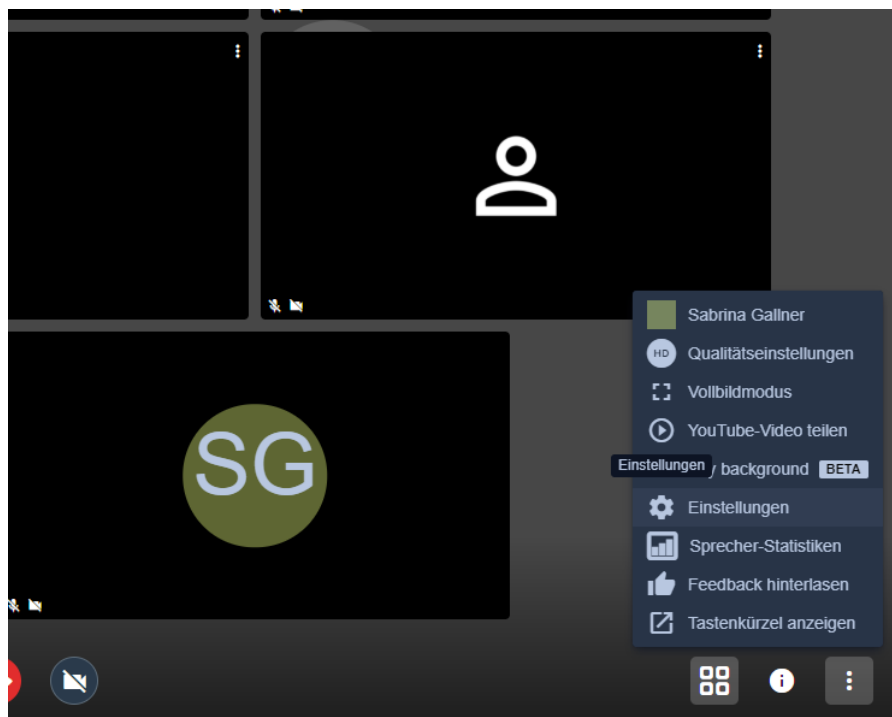 Sabrina Gallner
HD Qualitätseinstellungen
Vollbildmodus
YouTube-Video teilen
Einstellungen
y background BETA
Einstellungen
Sprecher-Statistiken
Feedback hinterlasen
Tastenkürzel anzeigen
SG
i